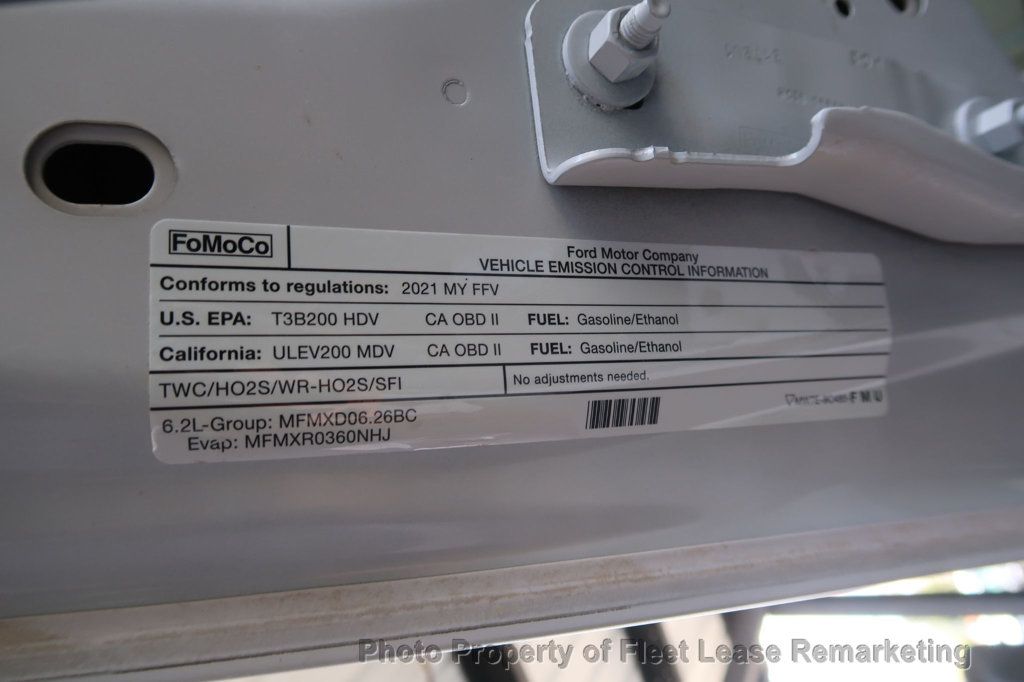 FoMoCo
Ford Motor Company
VEHICLE EMISSION CONTROL INFORMATION
Conforms to regulations: 2021 MY FFV
U.S. EPA: T3B200 HDV CA OBD II FUEL: Gasoline/Ethanol
California: ULEV200 MDV CA OBD II FUEL: Gasoline/Ethanol
TWC/HO2S/WR-HO2S/SFI No adjustments needed.
6.2L-Group: MFMXD06.26BC
Evap: MFMXR0360NHJ
FMU
Photo Property of Fleet Lease Remarketing